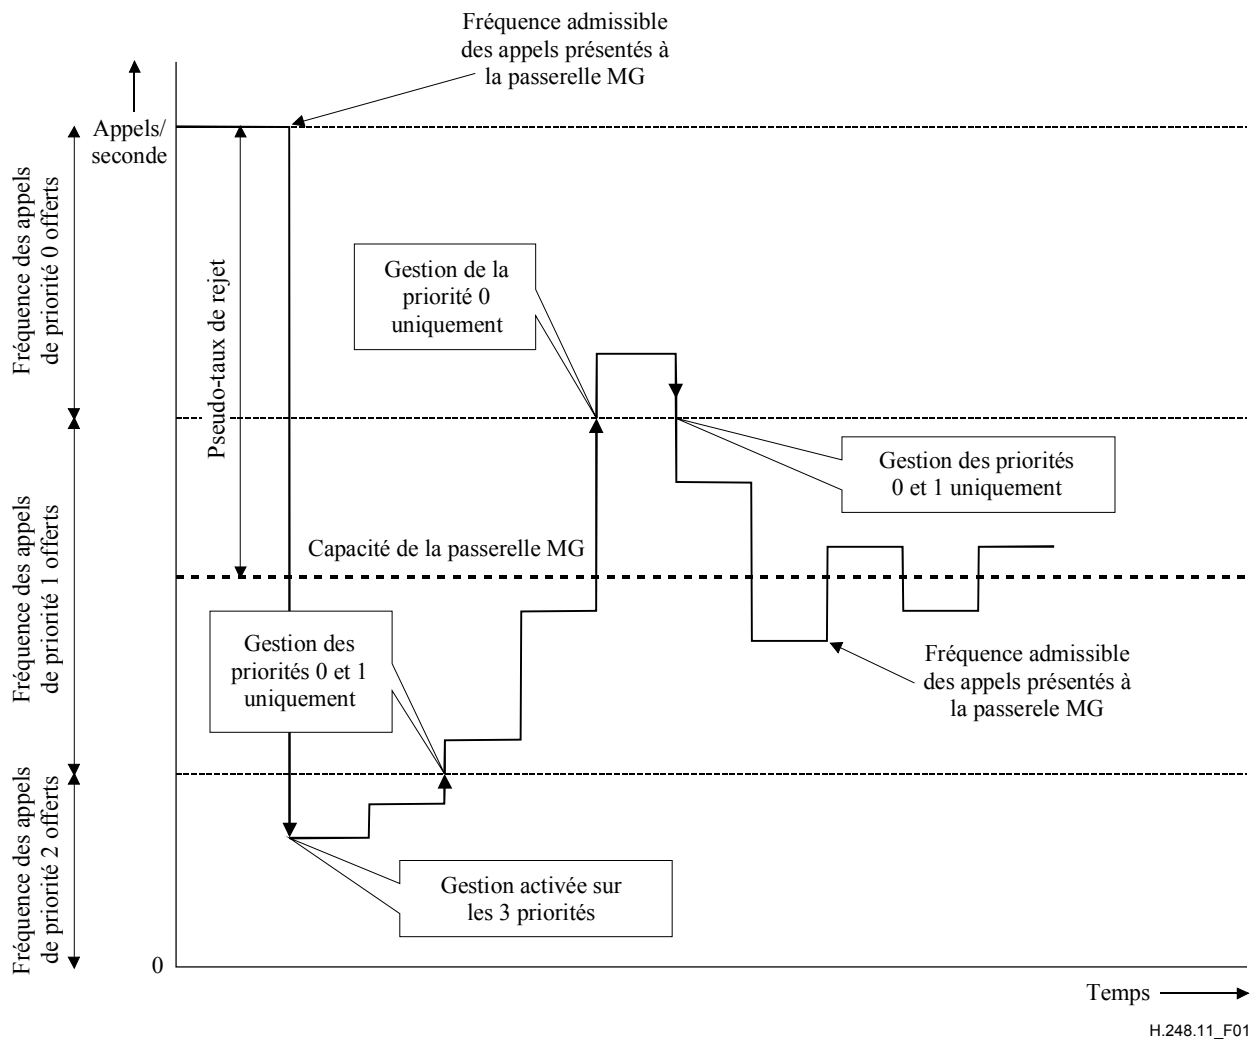 Fréquence admissible
des appels présentés à
la passerelle MG
Appels/
seconde
Fréquence des appels
de priorité 0 offerts
Pseudo-taux de rejet
Gestion de la
priorité 0
uniquement
Gestion des priorités
0 et 1 uniquement
Fréquence des appels
de priorité 1 offerts
Capacité de la passerelle MG
Gestion des
priorités 0 et 1
uniquement
Fréquence admissible
des appels présentés à
la passerele MG
Fréquence des appels
de priorité 2 offerts
Gestion activée sur
les 3 priorités
0
Temps
H.248.11_F01